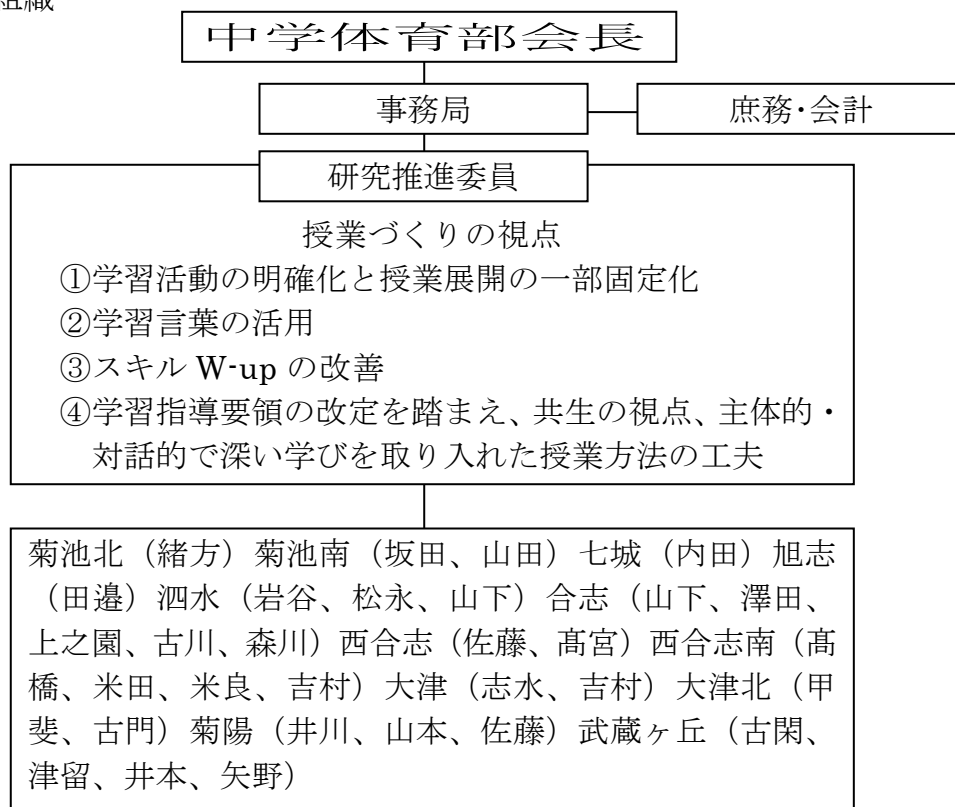 組織
中学体育部会長
事務局
庶務・会計
研究推進委員
授業づくりの視点
①学習活動の明確化と授業展開の一部固定化
②学習言葉の活用
③スキル W-up の改善
④学習指導要領の改定を踏まえ、共生の視点、主体的・
対話的で深い学びを取り入れた授業方法の工夫
菊池北（緒方）菊池南（坂田、山田）七城（内田）旭志
（田邉）泗水（岩谷、松永、山下）合志（山下、澤田、
上之園、古川、森川）西合志（佐藤、髙宮）西合志南（髙
橋、米田、米良、吉村）大津（志水、吉村）大津北（甲
斐、古門）菊陽（井川、山本、佐藤）武蔵ヶ丘（古閑、
津留、井本、矢野）